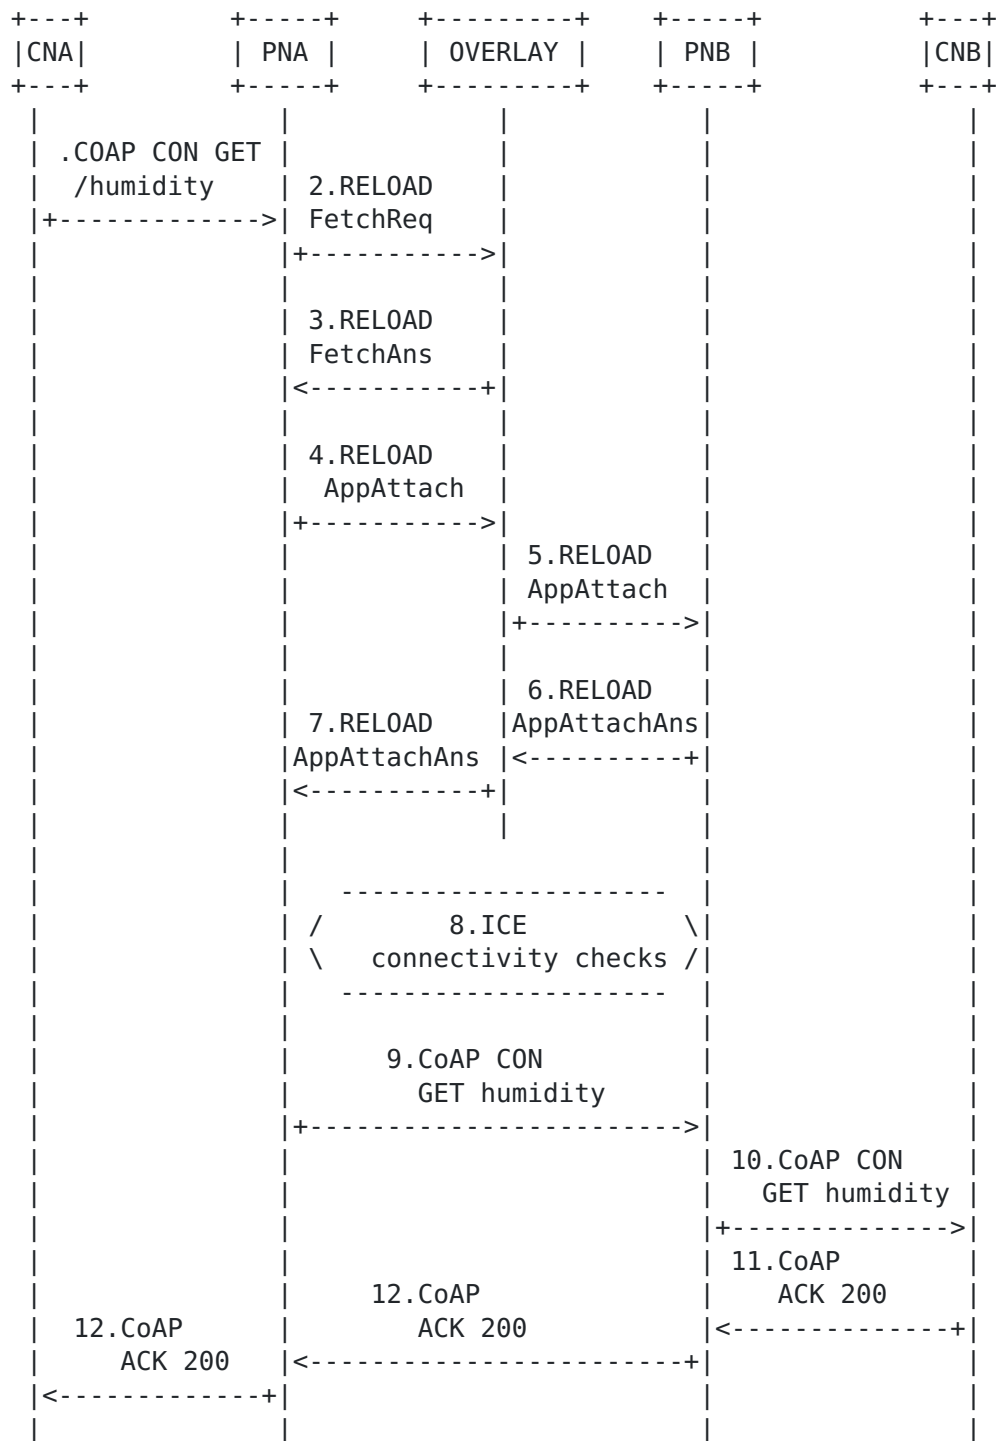 CNA PNA OVERLAY PNB CNB
.COAP CON GET
/humidity 2.RELOAD
FetchReq
3.RELOAD
FetchAns
4.RELOAD
AppAttach
5.RELOAD
AppAttach
6.RELOAD
7.RELOAD AppAttachAns
AppAttachAns
8.ICE
connectivity checks
9.CoAP CON
GET humidity
10.CoAP CON
GET humidity
11.CoAP
12.CoAP ACK 200
12.CoAP ACK 200
ACK 200